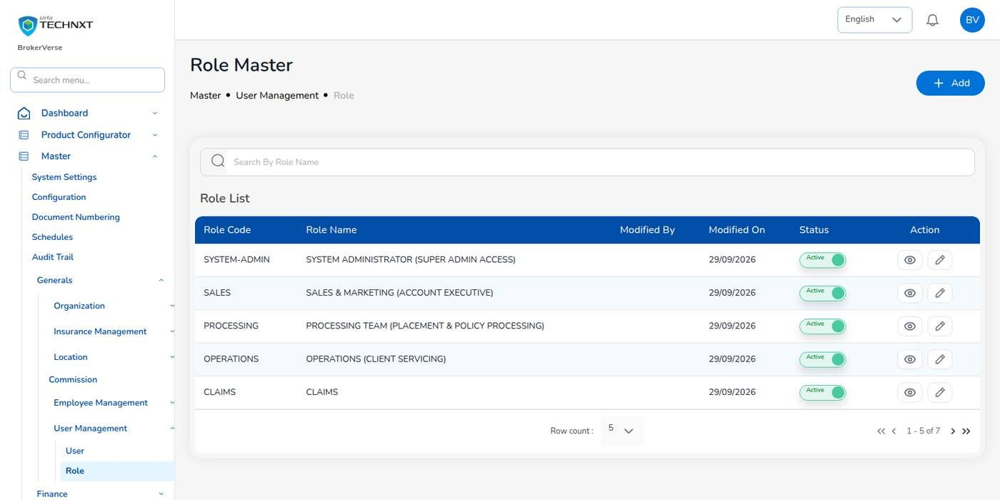 iorta
TECHNXT
BrokerVerse
Search menu...
Dashboard
Product Configurator
Master
System Settings
Configuration
Document Numbering
Schedules
Audit Trail
Generals
Organization
Insurance Management
Location
Commission
Employee Management
User Management
User
Role
Finance
English
BV
Role Master
Master • User Management • Role
+ Add
Search By Role Name
Role List
Role Code Role Name Modified By Modified On Status Action
SYSTEM-ADMIN SYSTEM ADMINISTRATOR (SUPER ADMIN ACCESS) 29/09/2026 Active
SALES SALES & MARKETING (ACCOUNT EXECUTIVE) 29/09/2026 Active
PROCESSING PROCESSING TEAM (PLACEMENT & POLICY PROCESSING) 29/09/2026 Active
OPERATIONS OPERATIONS (CLIENT SERVICING) 29/09/2026 Active
CLAIMS CLAIMS 29/09/2026 Active
Row count : 5 1 - 5 of 7